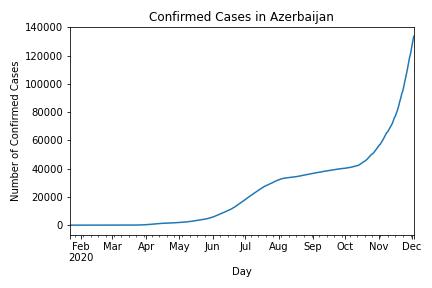 Confirmed Cases in Azerbaijan
Number of Confirmed Cases
140000
120000
100000
80000
60000
40000
20000
0
Feb Mar Apr May Jun Jul Aug Sep Oct Nov Dec
2020
Day